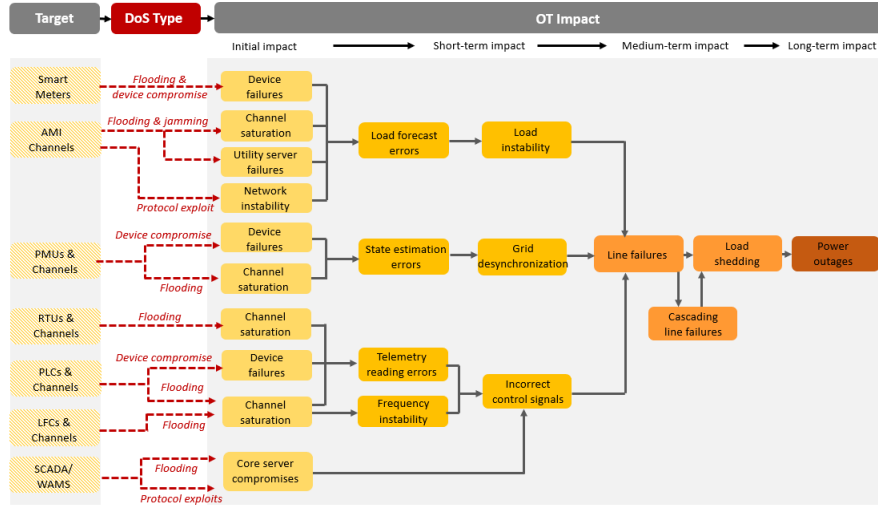 Target
DoS Type
OT Impact
Initial impact
Short-term impact
Medium-term impact
Long-term impact
Smart
Meters
Flooding &
device compromise
Device
failures
AMI
Channels
Flooding & jamming
Channel
saturation
Utility server
failures
Protocol exploit
Network
instability
Load forecast
errors
Load
instability
PMUs &
Channels
Device compromise
Flooding
Device
failures
Channel
saturation
State estimation
errors
Grid
desynchronization
Line failures
Load
shedding
Power
outages
Cascading
line failures
RTUs &
Channels
Flooding
Channel
saturation
PLCs &
Channels
Device compromise
Flooding
Device
failures
Telemetry
reading errors
Incorrect
control signals
LFCs &
Channels
Flooding
Channel
saturation
Frequency
instability
SCADA/
WAMS
Flooding
Protocol exploits
Core server
compromises